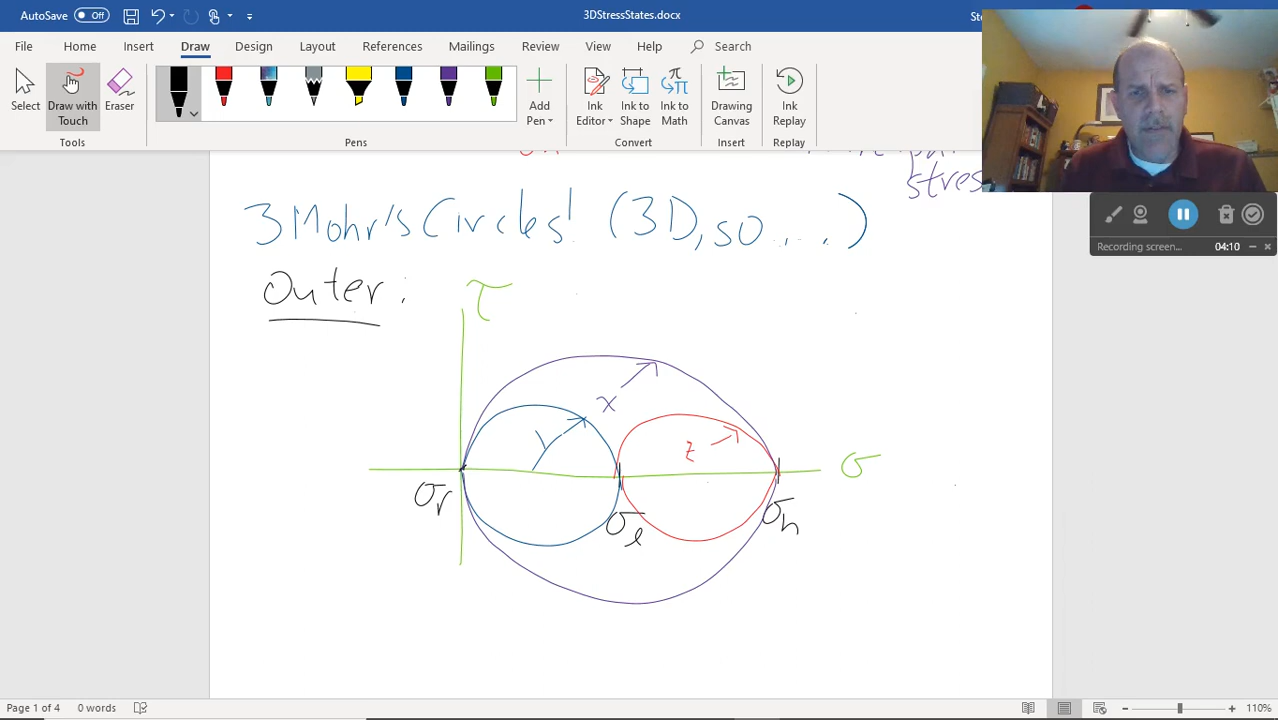 AutoSave Off 3DStressStates.docx
File Home Insert Draw Design Layout References Mailings Review View Help Search
Select Draw with Touch Eraser Add Pen Ink Editor Ink to Shape Ink to Math Drawing Canvas Ink Replay
Tools Pens Convert Insert Replay
Recording screen... 04:10
3 Mohr's Circles! (3D, so ....)
Outer:
τ
x
y
z
σ
σr
σl
σh
Page 1 of 4 0 words 110%